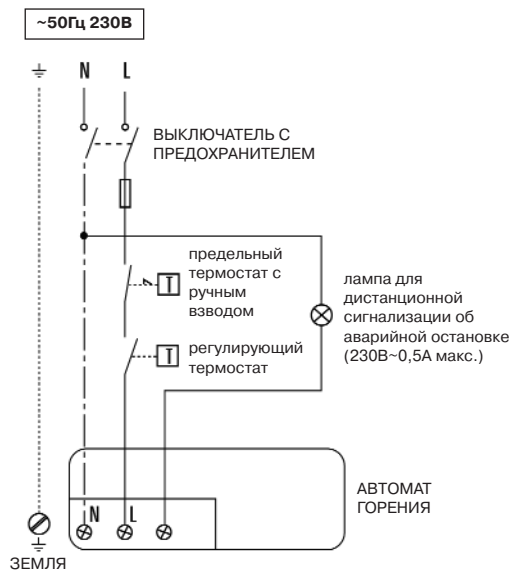 ~50Гц 230В
N L
ВЫКЛЮЧАТЕЛЬ С
ПРЕДОХРАНИТЕЛЕМ
предельный
термостат с
ручным
взводом
T
лампа для
дистанционной
сигнализации об
аварийной остановке
(230В~0,5А макс.)
регулирующий
термостат
T
АВТОМАТ
ГОРЕНИЯ
N L
ЗЕМЛЯ